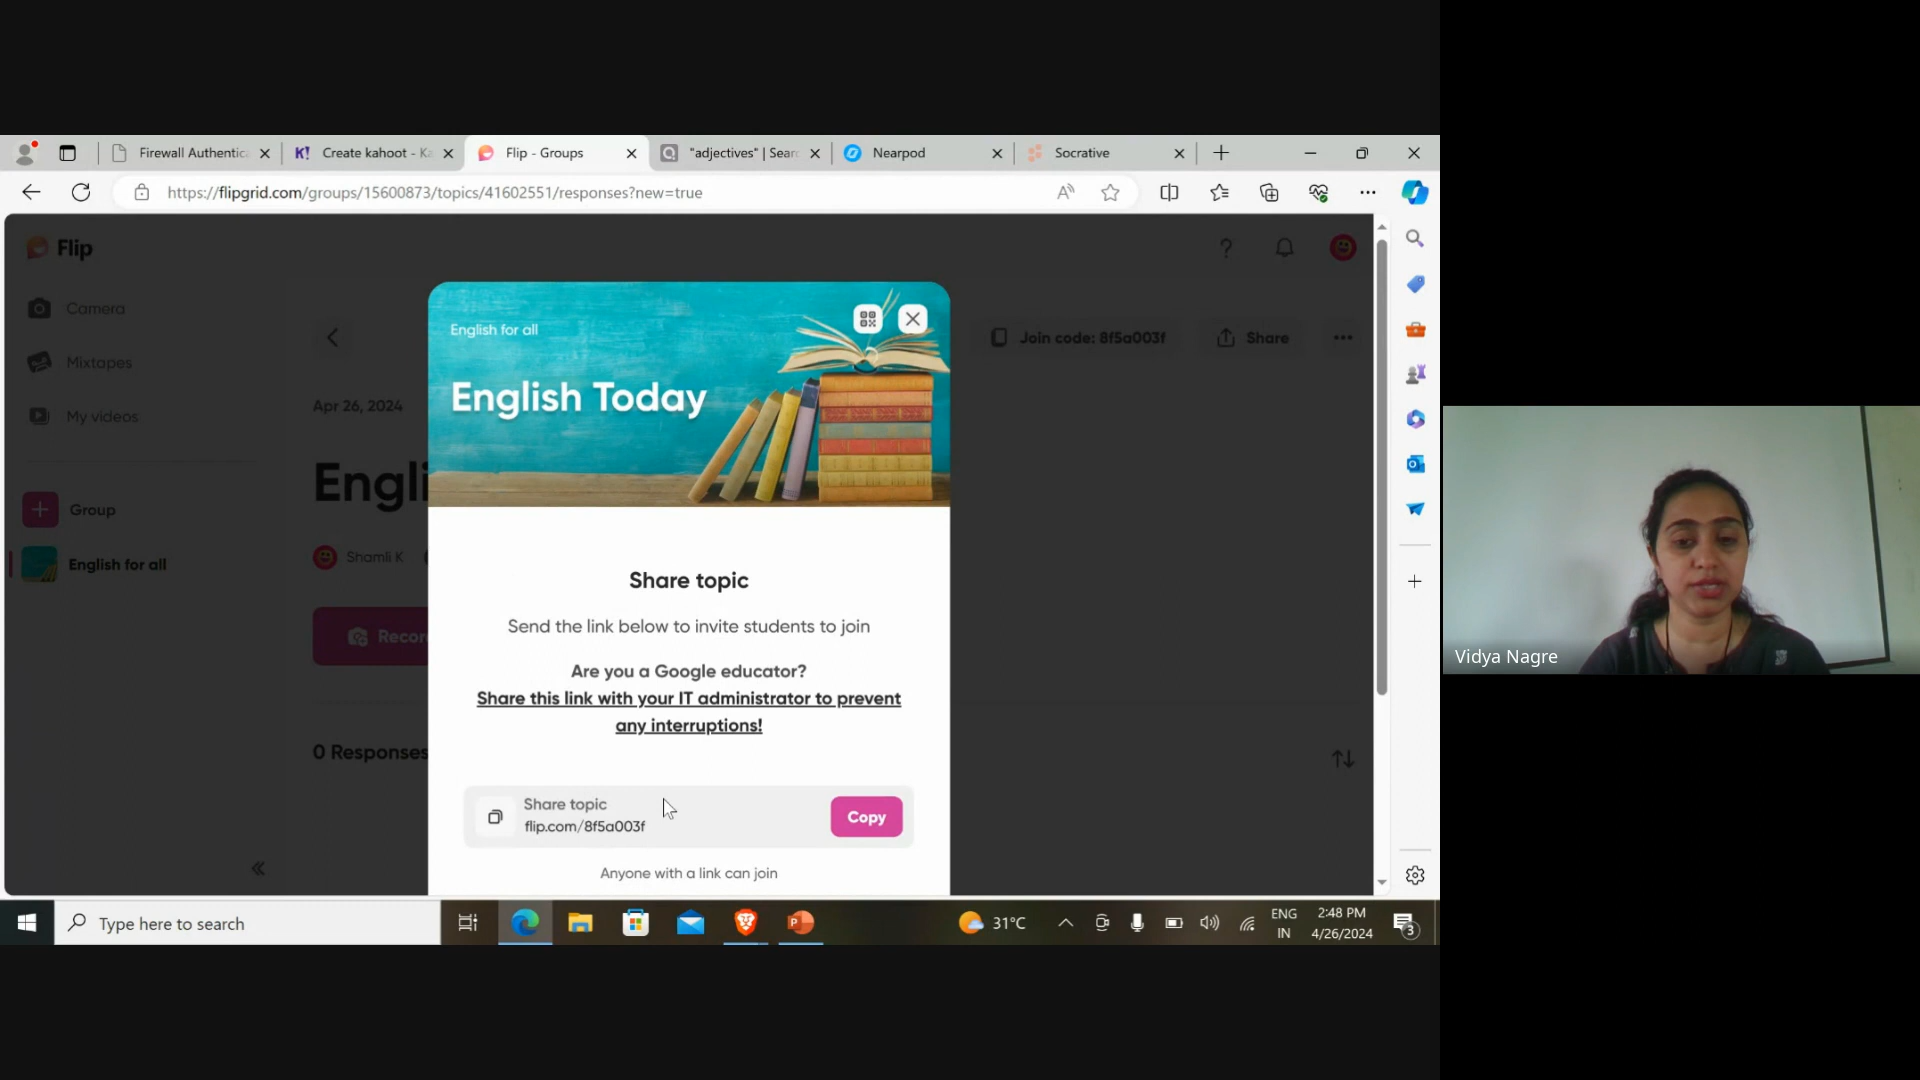 Firewall Authentic
Create kahoot - Ka
Flip - Groups
"adjectives" | Searc
Nearpod
Socrative
https://flipgrid.com/groups/15600873/topics/41602551/responses?new=true
Flip
Camera
Mixtapes
My videos
Group
English for all
Join code: 8f5a003f
Share
Apr 26, 2024
Engli
Shamli K
Recor
0 Responses
English for all
English Today
Share topic
Send the link below to invite students to join
Are you a Google educator?
Share this link with your IT administrator to prevent
any interruptions!
Share topic
flip.com/8f5a003f
Copy
Anyone with a link can join
Type here to search
31°C
ENG
IN
2:48 PM
4/26/2024
3
Vidya Nagre